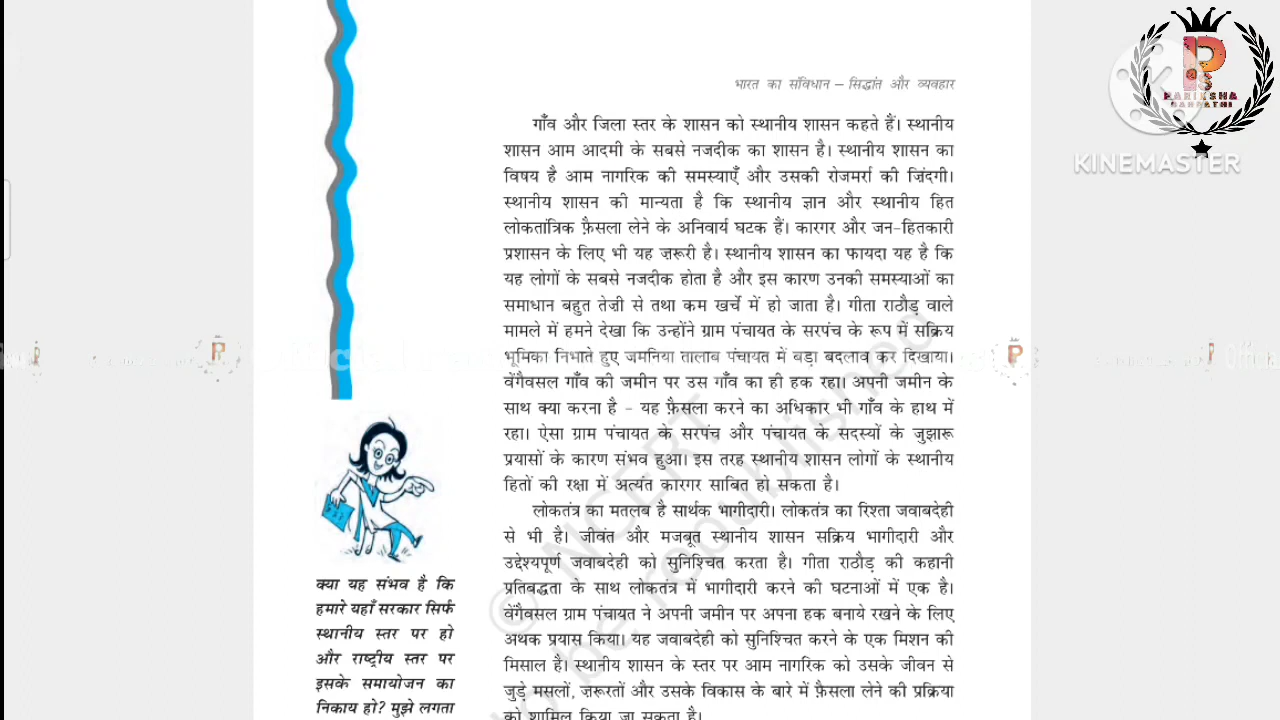 भारत का संविधान – सिद्धांत और व्यवहार
गाँव और जिला स्तर के शासन को स्थानीय शासन कहते हैं। स्थानीय
शासन आम आदमी के सबसे नजदीक का शासन है। स्थानीय शासन का
विषय है आम नागरिक की समस्याएँ और उसकी रोजमर्रा की ज़िंदगी।
स्थानीय शासन की मान्यता है कि स्थानीय ज्ञान और स्थानीय हित
लोकतांत्रिक फ़ैसला लेने के अनिवार्य घटक हैं। कारगर और जन-हितकारी
प्रशासन के लिए भी यह ज़रूरी है। स्थानीय शासन का फायदा यह है कि
यह लोगों के सबसे नजदीक होता है और इस कारण उनकी समस्याओं का
समाधान बहुत तेज़ी से तथा कम खर्चे में हो जाता है। गीता राठौड़ वाले
मामले में हमने देखा कि उन्होंने ग्राम पंचायत के सरपंच के रूप में सक्रिय
भूमिका निभाते हुए जमनिया तालाब पंचायत में बड़ा बदलाव कर दिखाया।
वेंगैवसल गाँव की जमीन पर उस गाँव का ही हक रहा। अपनी जमीन के
साथ क्या करना है - यह फ़ैसला करने का अधिकार भी गाँव के हाथ में
रहा। ऐसा ग्राम पंचायत के सरपंच और पंचायत के सदस्यों के जुझारू
प्रयासों के कारण संभव हुआ। इस तरह स्थानीय शासन लोगों के स्थानीय
हितों की रक्षा में अत्यंत कारगर साबित हो सकता है।
लोकतंत्र का मतलब है सार्थक भागीदारी। लोकतंत्र का रिश्ता जवाबदेही
से भी है। जीवंत और मजबूत स्थानीय शासन सक्रिय भागीदारी और
उद्देश्यपूर्ण जवाबदेही को सुनिश्चित करता है। गीता राठौड़ की कहानी
प्रतिबद्धता के साथ लोकतंत्र में भागीदारी करने की घटनाओं में एक है।
वेंगैवसल ग्राम पंचायत ने अपनी जमीन पर अपना हक बनाये रखने के लिए
अथक प्रयास किया। यह जवाबदेही को सुनिश्चित करने के एक मिशन की
मिसाल है। स्थानीय शासन के स्तर पर आम नागरिक को उसके जीवन से
जुड़े मसलों, ज़रूरतों और उसके विकास के बारे में फ़ैसला लेने की प्रक्रिया
को शामिल किया जा सकता है।
क्या यह संभव है कि
हमारे यहाँ सरकार सिर्फ
स्थानीय स्तर पर हो
और राष्ट्रीय स्तर पर
इसके समायोजन का
निकाय हो? मुझे लगता
© NCERT
to be republished
PARIKSHA
KINEMASTER